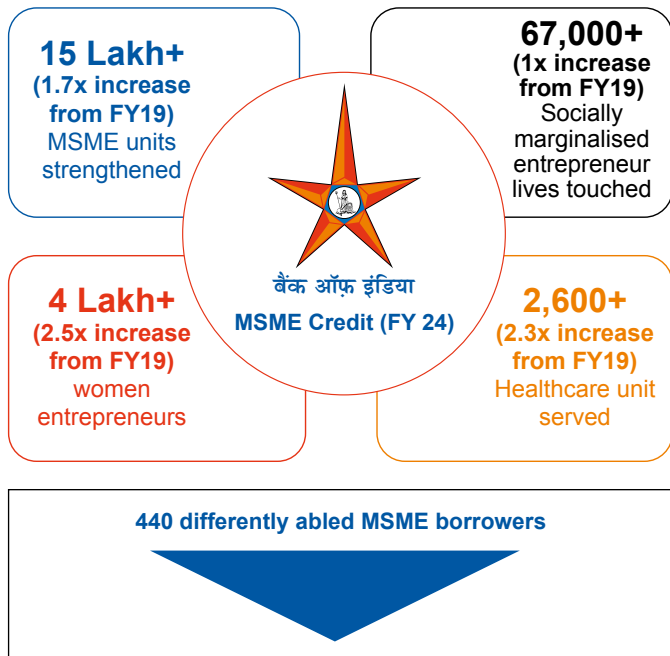 15 Lakh+
(1.7x increase
from FY19)
MSME units
strengthened
67,000+
(1x increase
from FY19)
Socially
marginalised
entrepreneur
lives touched
बैंक ऑफ़ इंडिया
MSME Credit (FY 24)
4 Lakh+
(2.5x increase
from FY19)
women
entrepreneurs
2,600+
(2.3x increase
from FY19)
Healthcare unit
served
440 differently abled MSME borrowers